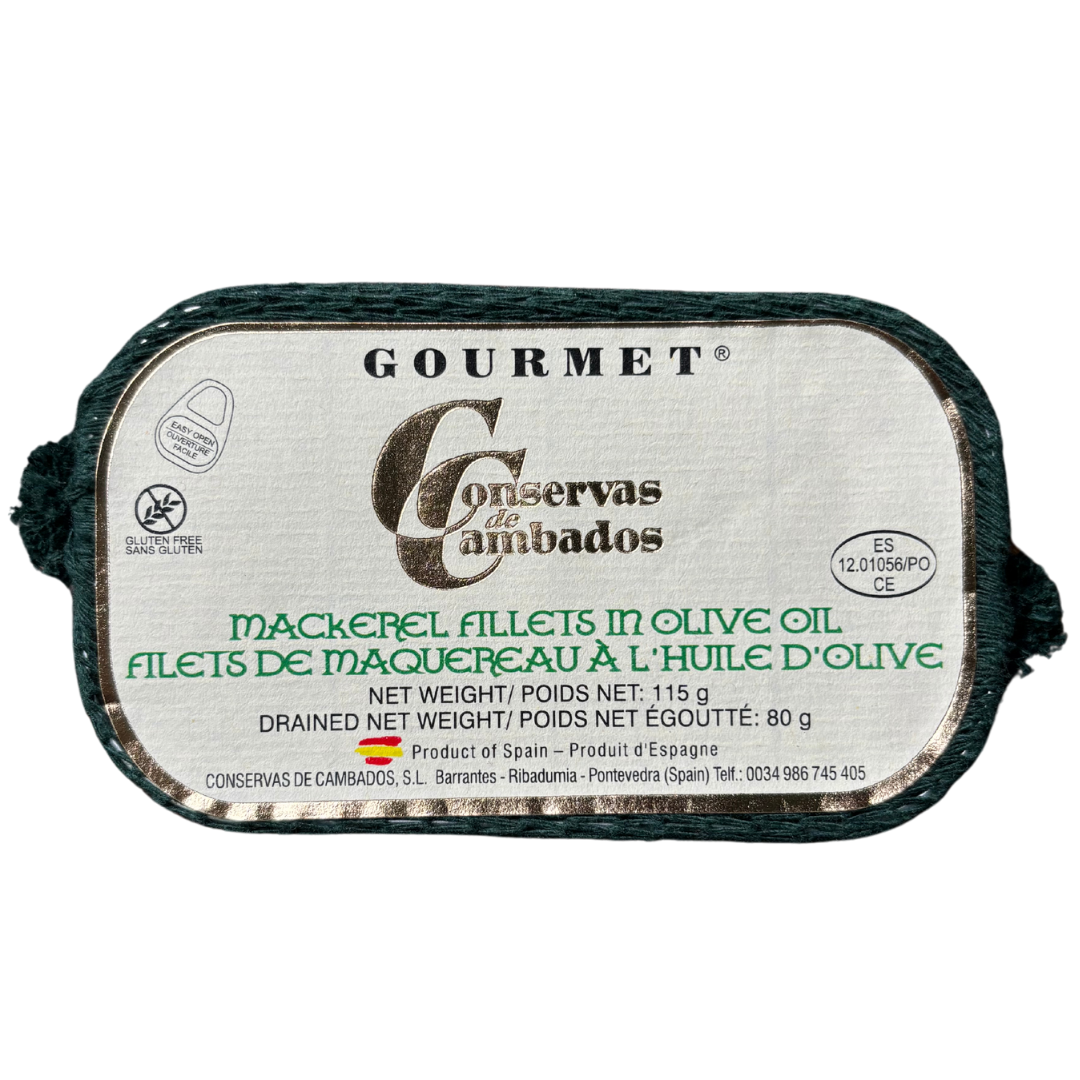 GOURMET®
EASY OPEN
OUVERTURE
FACILE
Conservas
de
Cambados
GLUTEN FREE
SANS GLUTEN
ES
12.01056/PO
CE
MACKEREL FILLETS IN OLIVE OIL
FILETS DE MAQUEREAU À L'HUILE D'OLIVE
NET WEIGHT/ POIDS NET: 115 g
DRAINED NET WEIGHT/ POIDS NET ÉGOUTTÉ: 80 g
Product of Spain – Produit d'Espagne
CONSERVAS DE CAMBADOS, S.L. Barrantes - Ribadumia - Pontevedra (Spain) Telf.: 0034 986 745 405